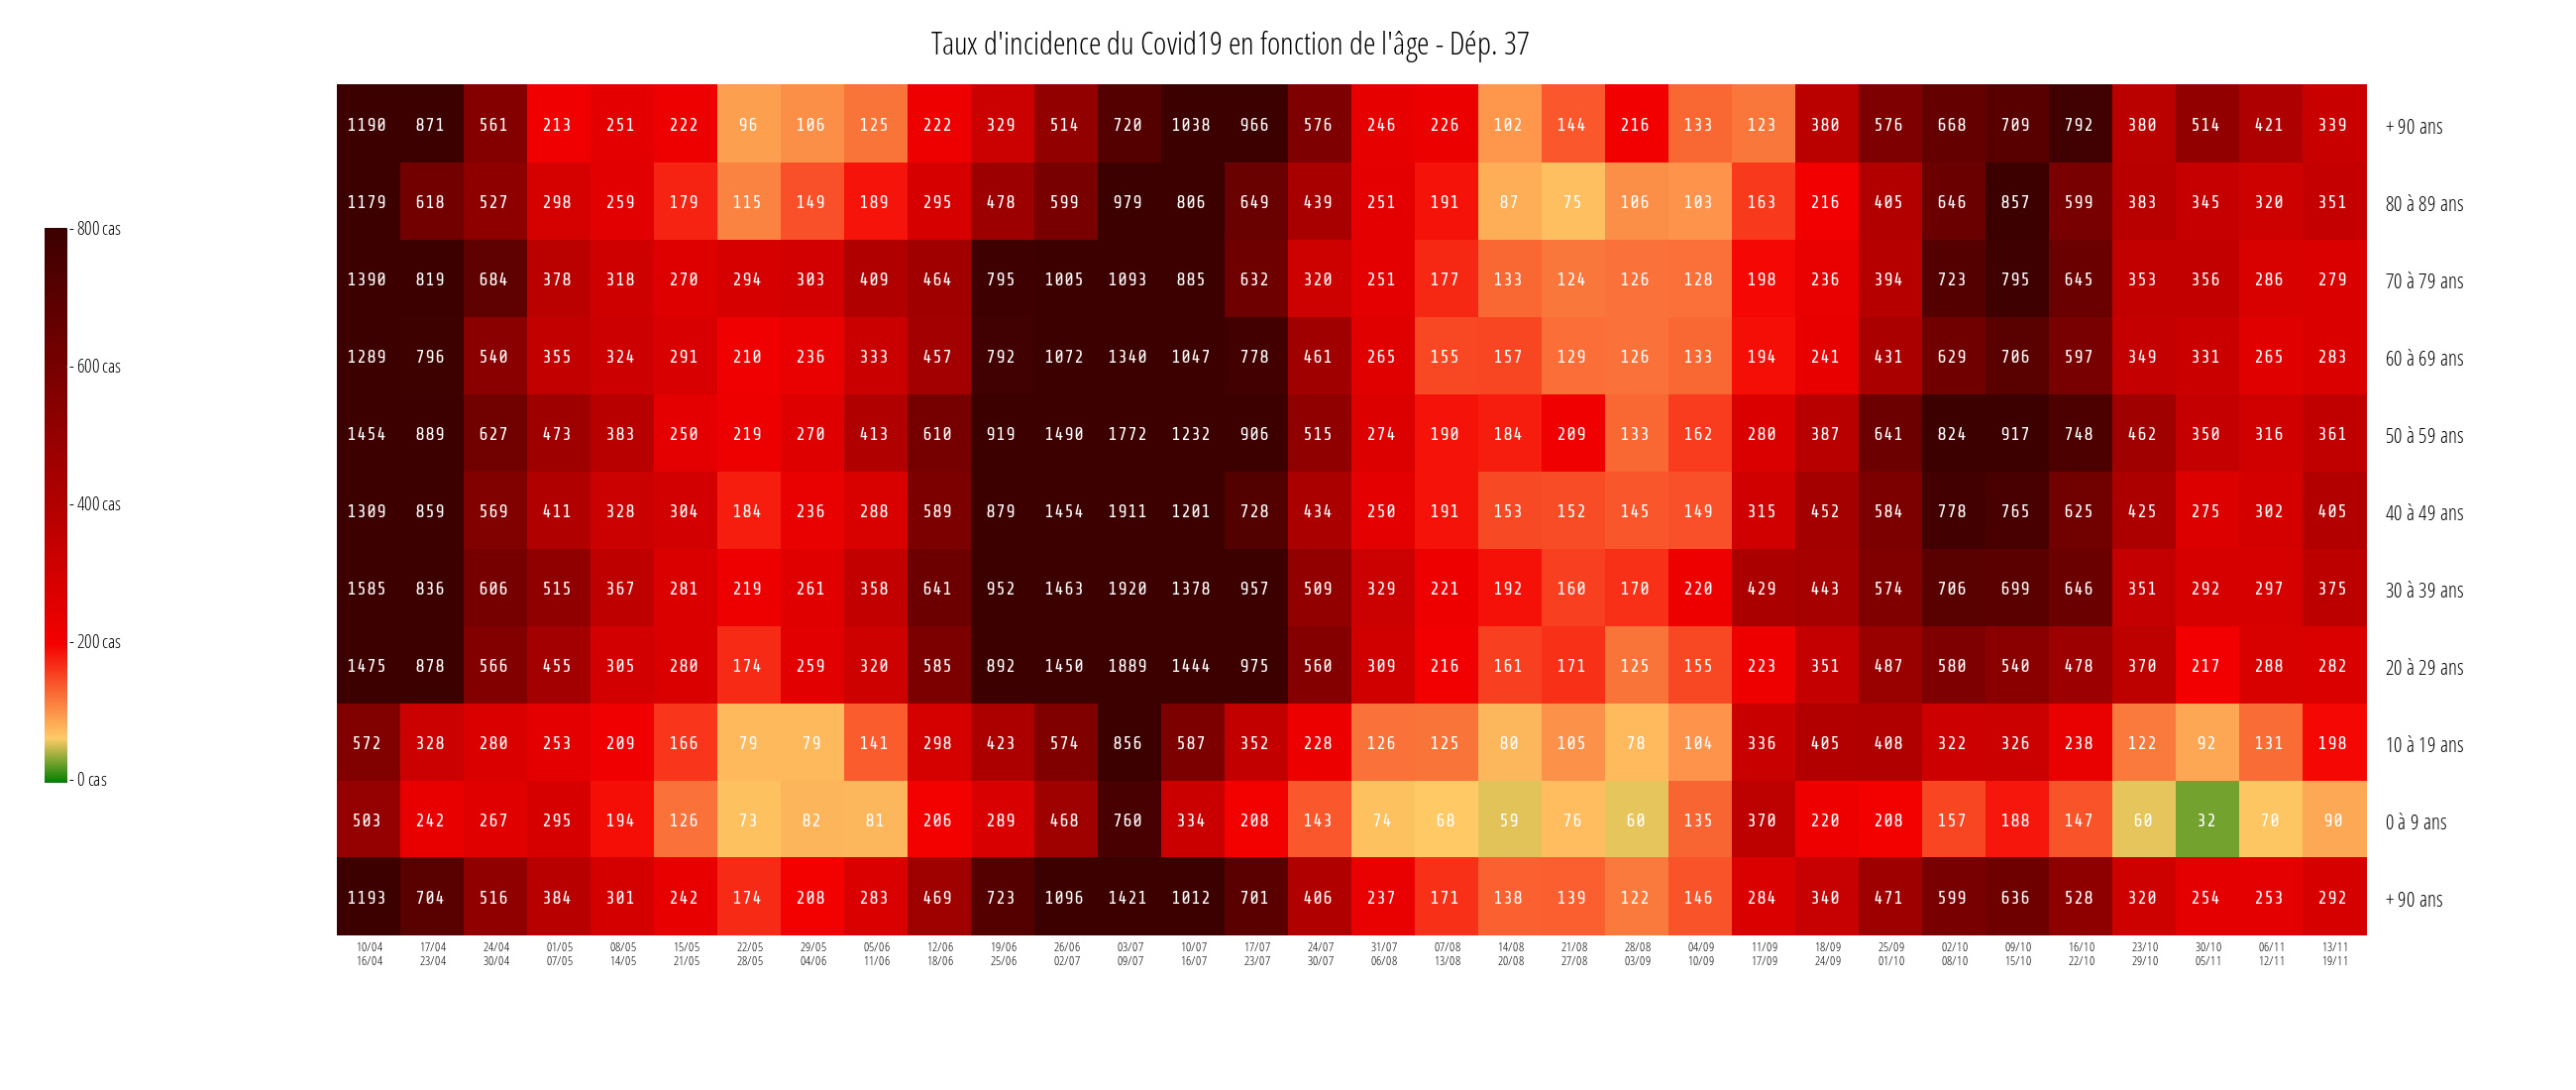 Taux d'incidence du Covid19 en fonction de l'âge - Dép. 37
- 800 cas
- 600 cas
- 400 cas
- 200 cas
- 0 cas
1190 871 561 213 251 222 96 106 125 222 329 514 720 1038 966 576 246 226 102 144 216 133 123 380 576 668 709 792 380 514 421 339 + 90 ans
1179 618 527 298 259 179 115 149 189 295 478 599 979 806 649 439 251 191 87 75 106 103 163 216 405 646 857 599 383 345 320 351 80 à 89 ans
1390 819 684 378 318 270 294 303 409 464 795 1005 1093 885 632 320 251 177 133 124 126 128 198 236 394 723 795 645 353 356 286 279 70 à 79 ans
1289 796 540 355 324 291 210 236 333 457 792 1072 1340 1047 778 461 265 155 157 129 126 133 194 241 431 629 706 597 349 331 265 283 60 à 69 ans
1454 889 627 473 383 250 219 270 413 610 919 1490 1772 1232 906 515 274 190 184 209 133 162 280 387 641 824 917 748 462 350 316 361 50 à 59 ans
1309 859 569 411 328 304 184 236 288 589 879 1454 1911 1201 728 434 250 191 153 152 145 149 315 452 584 778 765 625 425 275 302 405 40 à 49 ans
1585 836 606 515 367 281 219 261 358 641 952 1463 1920 1378 957 509 329 221 192 160 170 220 429 443 574 706 699 646 351 292 297 375 30 à 39 ans
1475 878 566 455 305 280 174 259 320 585 892 1450 1889 1444 975 560 309 216 161 171 125 155 223 351 487 580 540 478 370 217 288 282 20 à 29 ans
572 328 280 253 209 166 79 79 141 298 423 574 856 587 352 228 126 125 80 105 78 104 336 405 408 322 326 238 122 92 131 198 10 à 19 ans
503 242 267 295 194 126 73 82 81 206 289 468 760 334 208 143 74 68 59 76 60 135 370 220 208 157 188 147 60 32 70 90 0 à 9 ans
1193 704 516 384 301 242 174 208 283 469 723 1096 1421 1012 701 406 237 171 138 139 122 146 284 340 471 599 636 528 320 254 253 292 + 90 ans
10/04 17/04 24/04 01/05 08/05 15/05 22/05 29/05 05/06 12/06 19/06 26/06 03/07 10/07 17/07 24/07 31/07 07/08 14/08 21/08 28/08 04/09 11/09 18/09 25/09 02/10 09/10 16/10 23/10 30/10 06/11 13/11
16/04 23/04 30/04 07/05 14/05 21/05 28/05 04/06 11/06 18/06 25/06 02/07 09/07 16/07 23/07 30/07 06/08 13/08 20/08 27/08 03/09 10/09 17/09 24/09 01/10 08/10 15/10 22/10 29/10 05/11 12/11 19/11